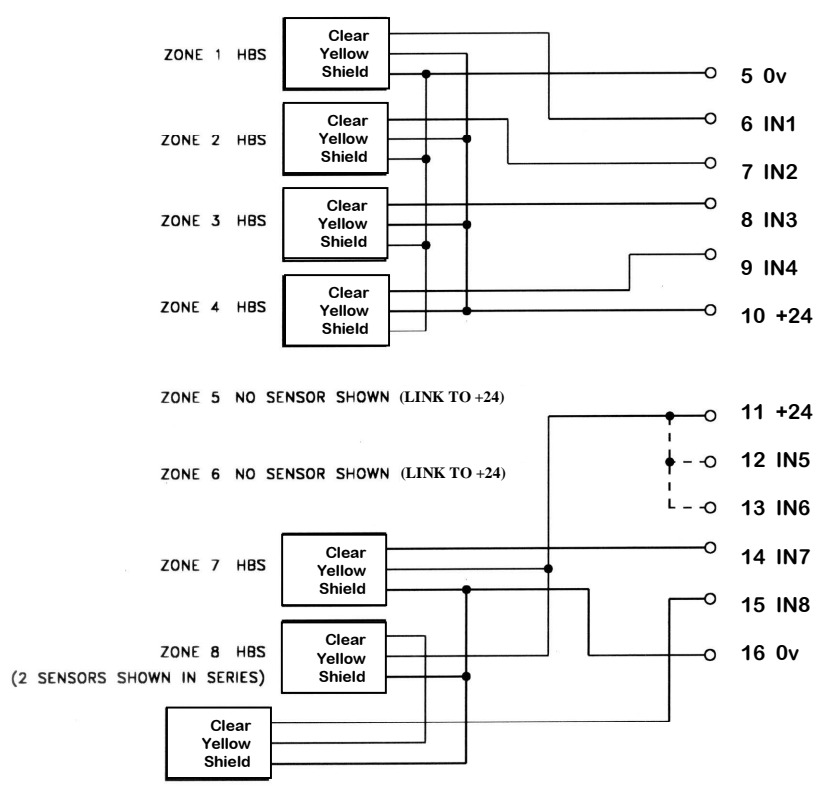 ZONE 1 HBS
Clear
Yellow
Shield
5 0v
6 IN1
ZONE 2 HBS
Clear
Yellow
Shield
7 IN2
ZONE 3 HBS
Clear
Yellow
Shield
8 IN3
9 IN4
ZONE 4 HBS
Clear
Yellow
Shield
10 +24
ZONE 5 NO SENSOR SHOWN (LINK TO +24)
11 +24
12 IN5
ZONE 6 NO SENSOR SHOWN (LINK TO +24)
13 IN6
ZONE 7 HBS
Clear
Yellow
Shield
14 IN7
15 IN8
ZONE 8 HBS
(2 SENSORS SHOWN IN SERIES)
Clear
Yellow
Shield
16 0v
Clear
Yellow
Shield